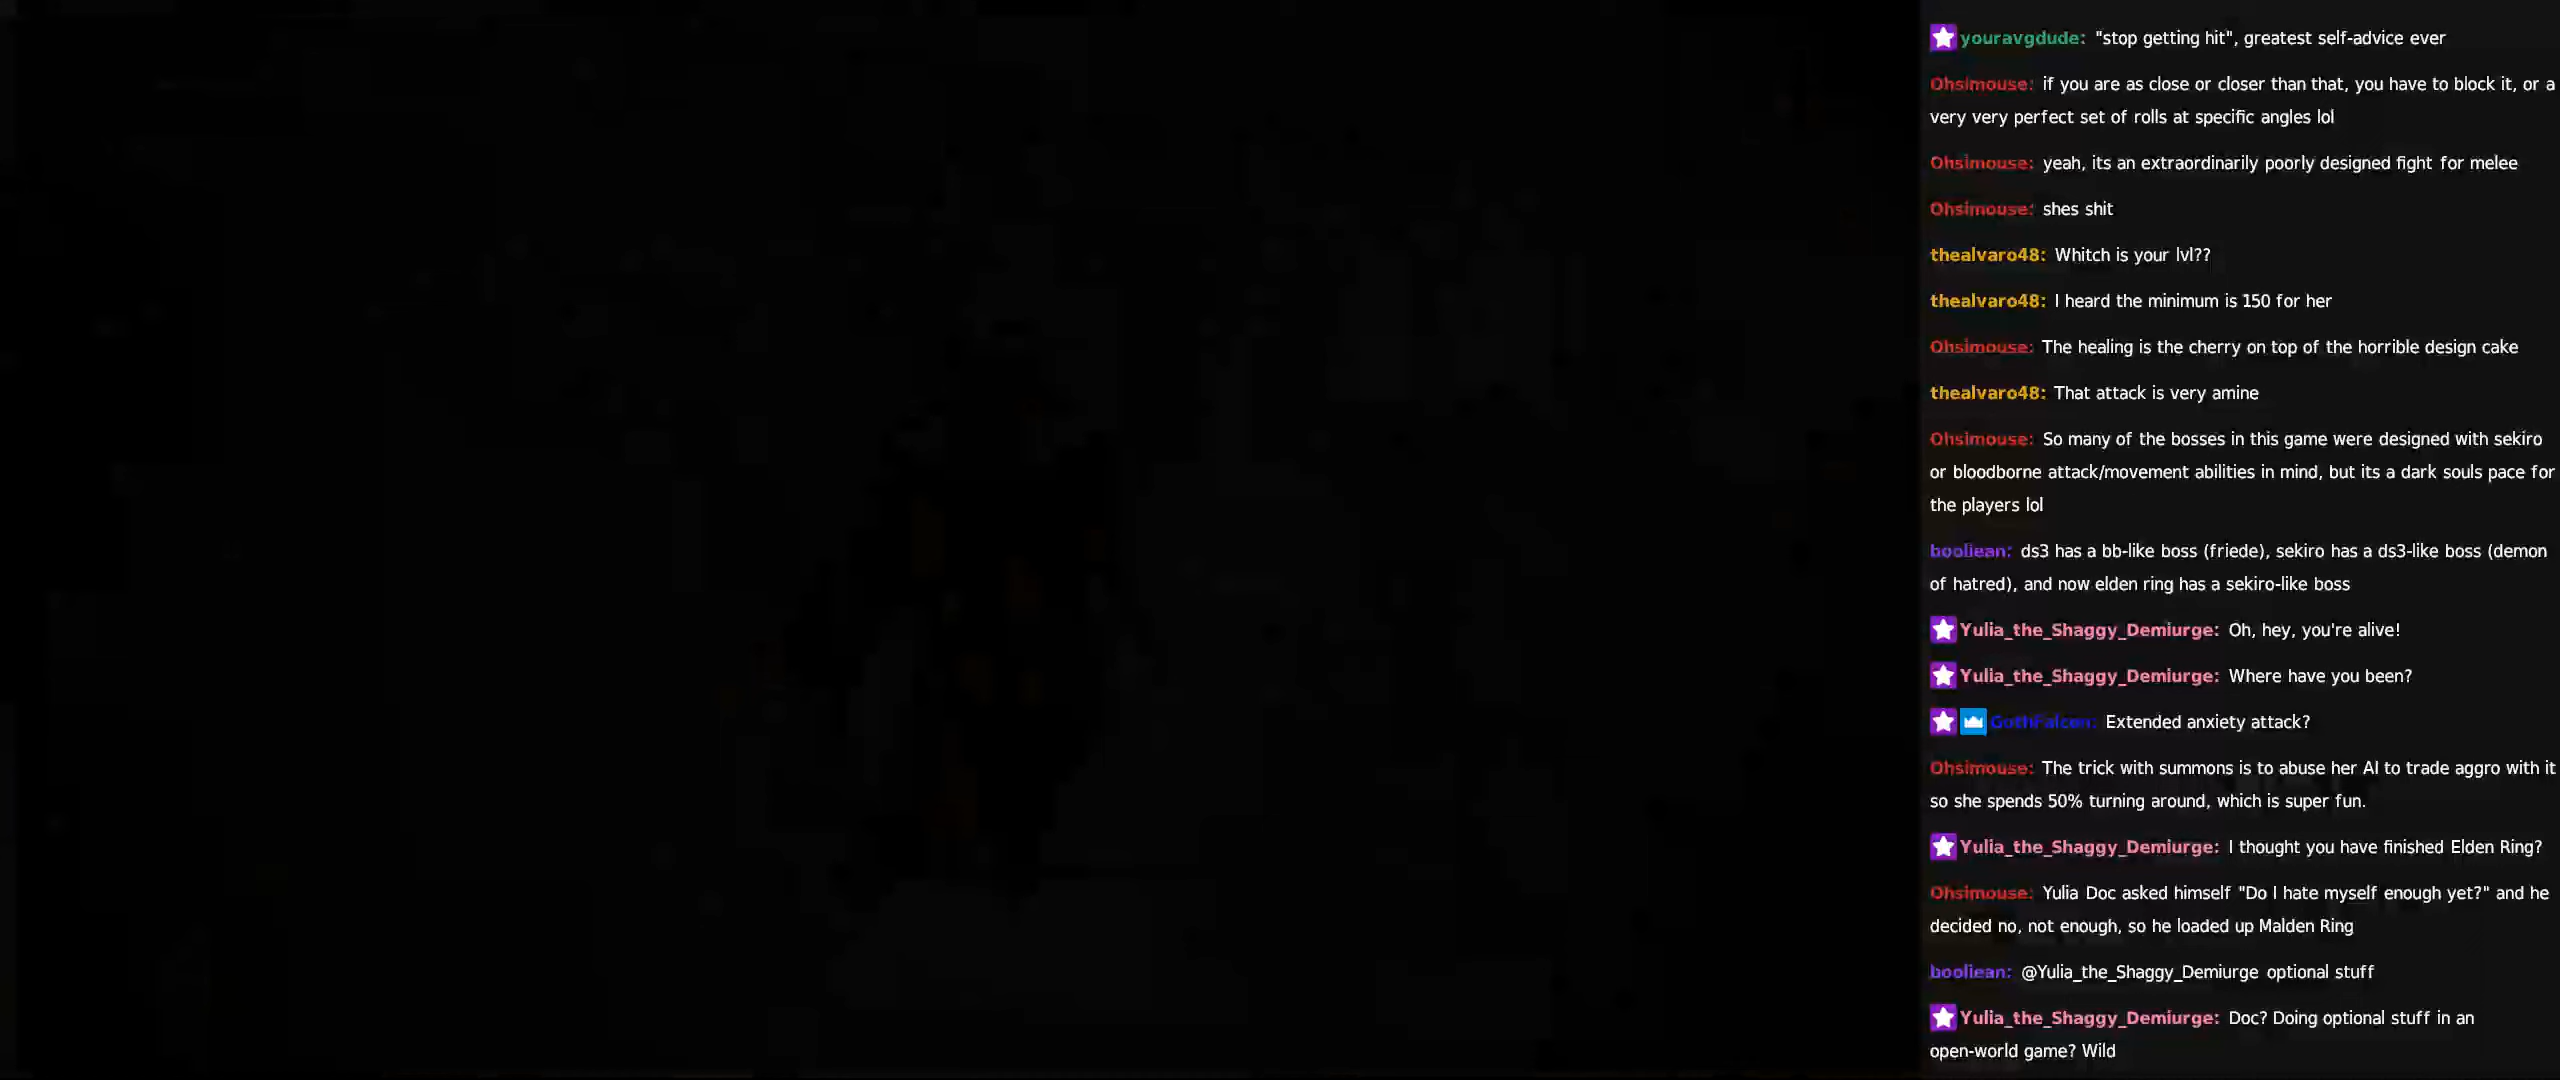 youravgdude: "stop getting hit", greatest self-advice ever
Ohsimouse: if you are as close or closer than that, you have to block it, or a
very very perfect set of rolls at specific angles lol
Ohsimouse: yeah, its an extraordinarily poorly designed fight for melee
Ohsimouse: shes shit
thealvaro48: Whitch is your lvl??
thealvaro48: I heard the minimum is 150 for her
Ohsimouse: The healing is the cherry on top of the horrible design cake
thealvaro48: That attack is very amine
Ohsimouse: So many of the bosses in this game were designed with sekiro
or bloodborne attack/movement abilities in mind, but its a dark souls pace for
the players lol
booliean: ds3 has a bb-like boss (friede), sekiro has a ds3-like boss (demon
of hatred), and now elden ring has a sekiro-like boss
Yulia_the_Shaggy_Demiurge: Oh, hey, you're alive!
Yulia_the_Shaggy_Demiurge: Where have you been?
GothFalcon: Extended anxiety attack?
Ohsimouse: The trick with summons is to abuse her AI to trade aggro with it
so she spends 50% turning around, which is super fun.
Yulia_the_Shaggy_Demiurge: I thought you have finished Elden Ring?
Ohsimouse: Yulia Doc asked himself "Do I hate myself enough yet?" and he
decided no, not enough, so he loaded up Malden Ring
booliean: @Yulia_the_Shaggy_Demiurge optional stuff
Yulia_the_Shaggy_Demiurge: Doc? Doing optional stuff in an
open-world game? Wild